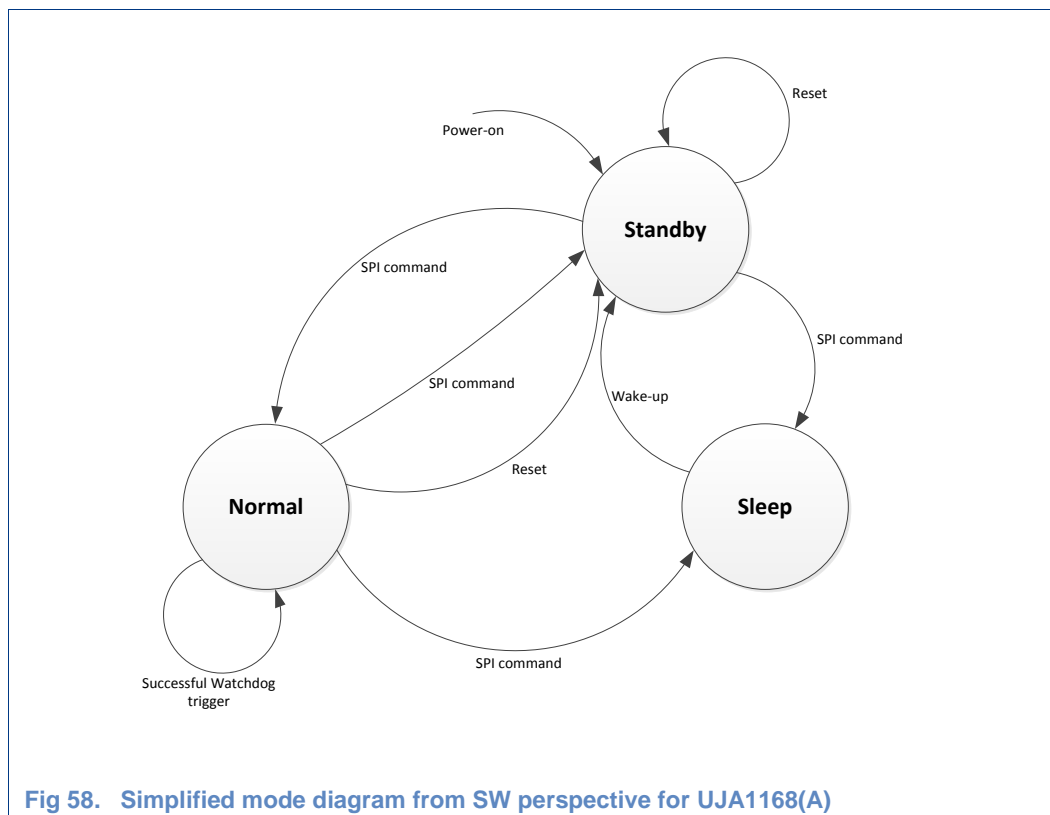 Reset
Power-on
Standby
SPI command
SPI command
SPI command
Wake-up
Reset
Normal
Sleep
SPI command
Successful Watchdog
trigger
Fig 58. Simplified mode diagram from SW perspective for UJA1168(A)